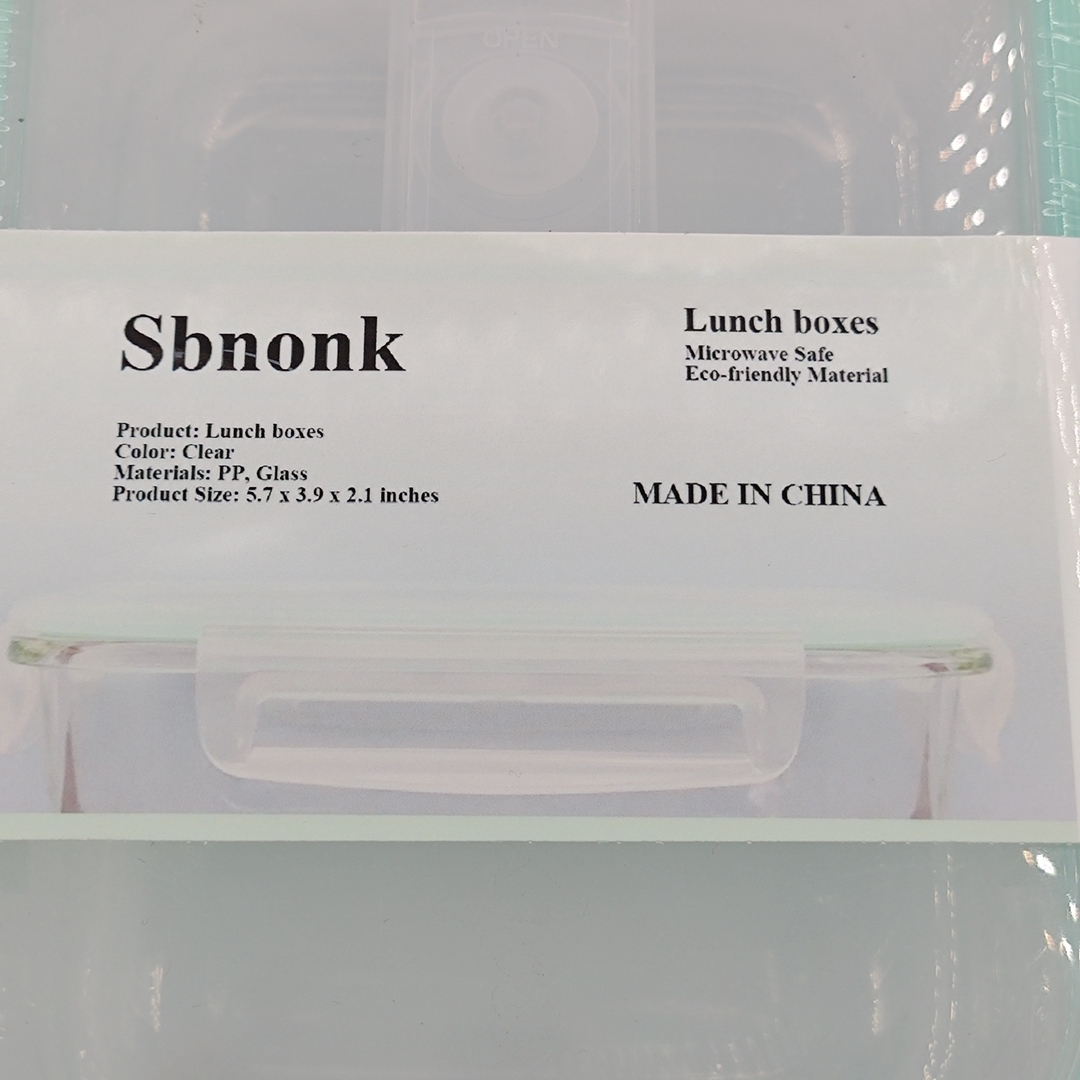 OPEN
Sbnonk
Lunch boxes
Microwave Safe
Eco-friendly Material
Product: Lunch boxes
Color: Clear
Materials: PP, Glass
Product Size: 5.7 x 3.9 x 2.1 inches
MADE IN CHINA